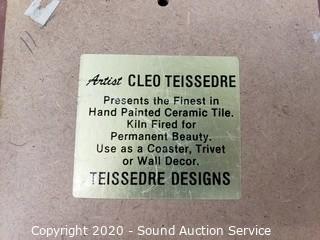 Artist CLEO TEISSEDRE
Presents the Finest in
Hand Painted Ceramic Tile.
Kiln Fired for
Permanent Beauty.
Use as a Coaster, Trivet
or Wall Decor.
TEISSEDRE DESIGNS
Copyright 2020 - Sound Auction Service